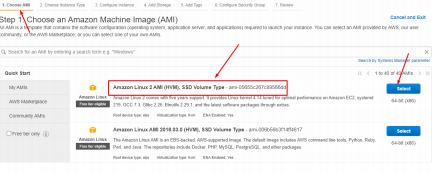 1. Choose AMI 2. Choose Instance Type 3. Configure Instance 4. Add Storage 5. Add Tags 6. Configure Security Group 7. Review
Step 1: Choose an Amazon Machine Image (AMI)
Cancel and Exit
An AMI is a template that contains the software configuration (operating system, application server, and applications) required to launch your instance. You can select an AMI provided by AWS, our user
community, or the AWS Marketplace; or you can select one of your own AMIs.
Search for an AMI by entering a search term e.g. "Windows"
Search by Systems Manager parameter
Quick Start
1 to 40 of 40 AMIs
My AMIs
AWS Marketplace
Community AMIs
Free tier only
Amazon Linux
Free tier eligible
Amazon Linux 2 AMI (HVM), SSD Volume Type
Amazon Linux 2 comes with five years support. It provides Linux kernel 4.14 tuned for optimal performance on Amazon EC2, systemd
219, GCC 7.3, Glibc 2.26, Binutils 2.29.1, and the latest software packages through extras.
Root device type: ebs Virtualization type: hvm ENA Enabled: Yes
Select
64-bit (x86)
Amazon Linux
Free tier eligible
Amazon Linux AMI 2018.03.0 (HVM), SSD Volume Type
The Amazon Linux AMI is an EBS-backed, AWS-supported image. The default image includes AWS command line tools, Python, Ruby,
Perl, and Java. The repositories include Docker, PHP, MySQL, PostgreSQL, and other packages.
Root device type: ebs Virtualization type: hvm ENA Enabled: Yes
Select
64-bit (x86)